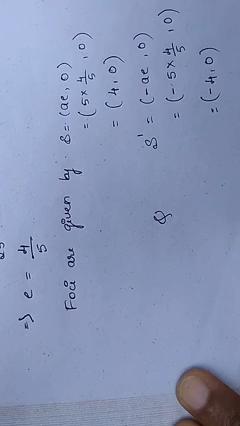 => e = 4/5
Foci are given by S = (ae, 0)
= (5 × 4/5, 0)
= (4, 0)
S' = (-ae, 0)
= (-5 × 4/5, 0)
= (-4, 0)